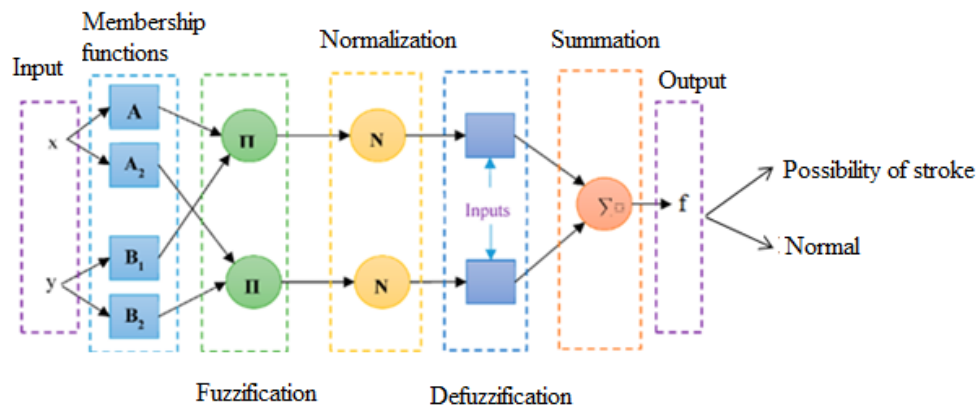 Membership
functions
Normalization
Summation
Input
Output
A
x
A₂
Π
N
Possibility of stroke
Inputs
Σ
f
B₁
y
B₂
Π
N
Normal
Fuzzification
Defuzzification